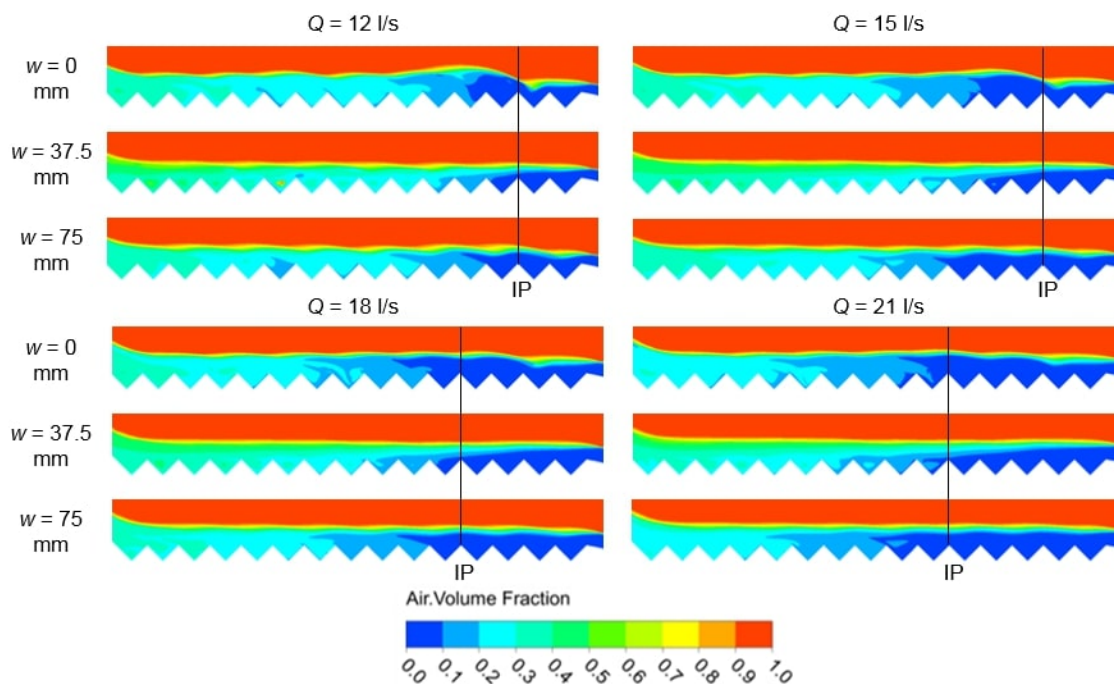 Q = 12 l/s
Q = 15 l/s
w = 0
mm
w = 37.5
mm
w = 75
mm
IP
IP
Q = 18 l/s
Q = 21 l/s
w = 0
mm
w = 37.5
mm
w = 75
mm
IP
IP
Air.Volume Fraction
0.0 0.1 0.2 0.3 0.4 0.5 0.6 0.7 0.8 0.9 1.0